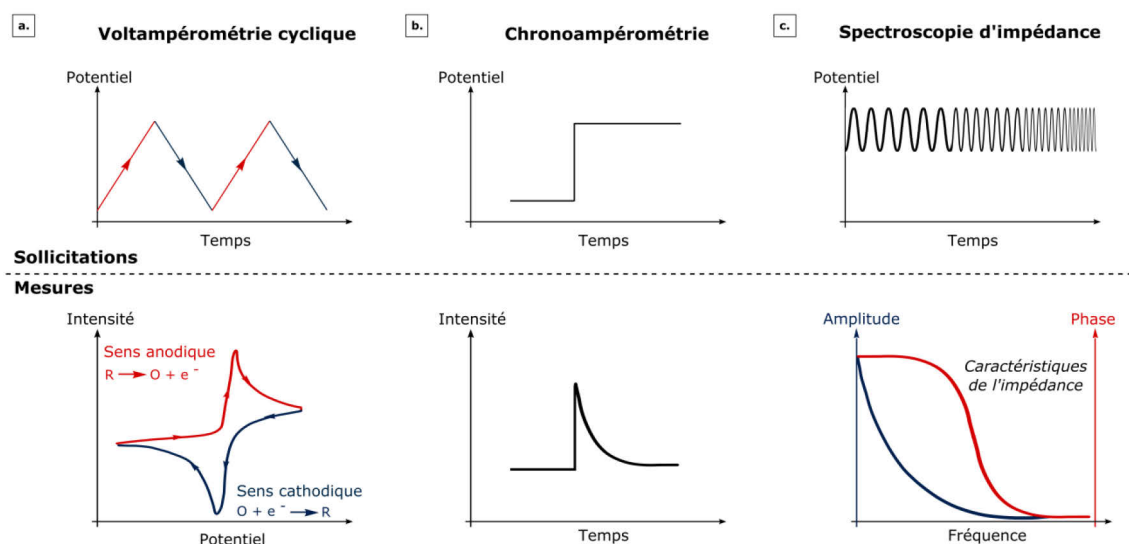 a.
Voltampérométrie cyclique
b.
Chronoampérométrie
c.
Spectroscopie d'impédance
Potentiel
Temps
Potentiel
Temps
Potentiel
Temps
Sollicitations
Mesures
Intensité
Sens anodique
R → O + e -
Sens cathodique
O + e - → R
Potentiel
Intensité
Temps
Amplitude
Phase
Caractéristiques
de l'impédance
Fréquence